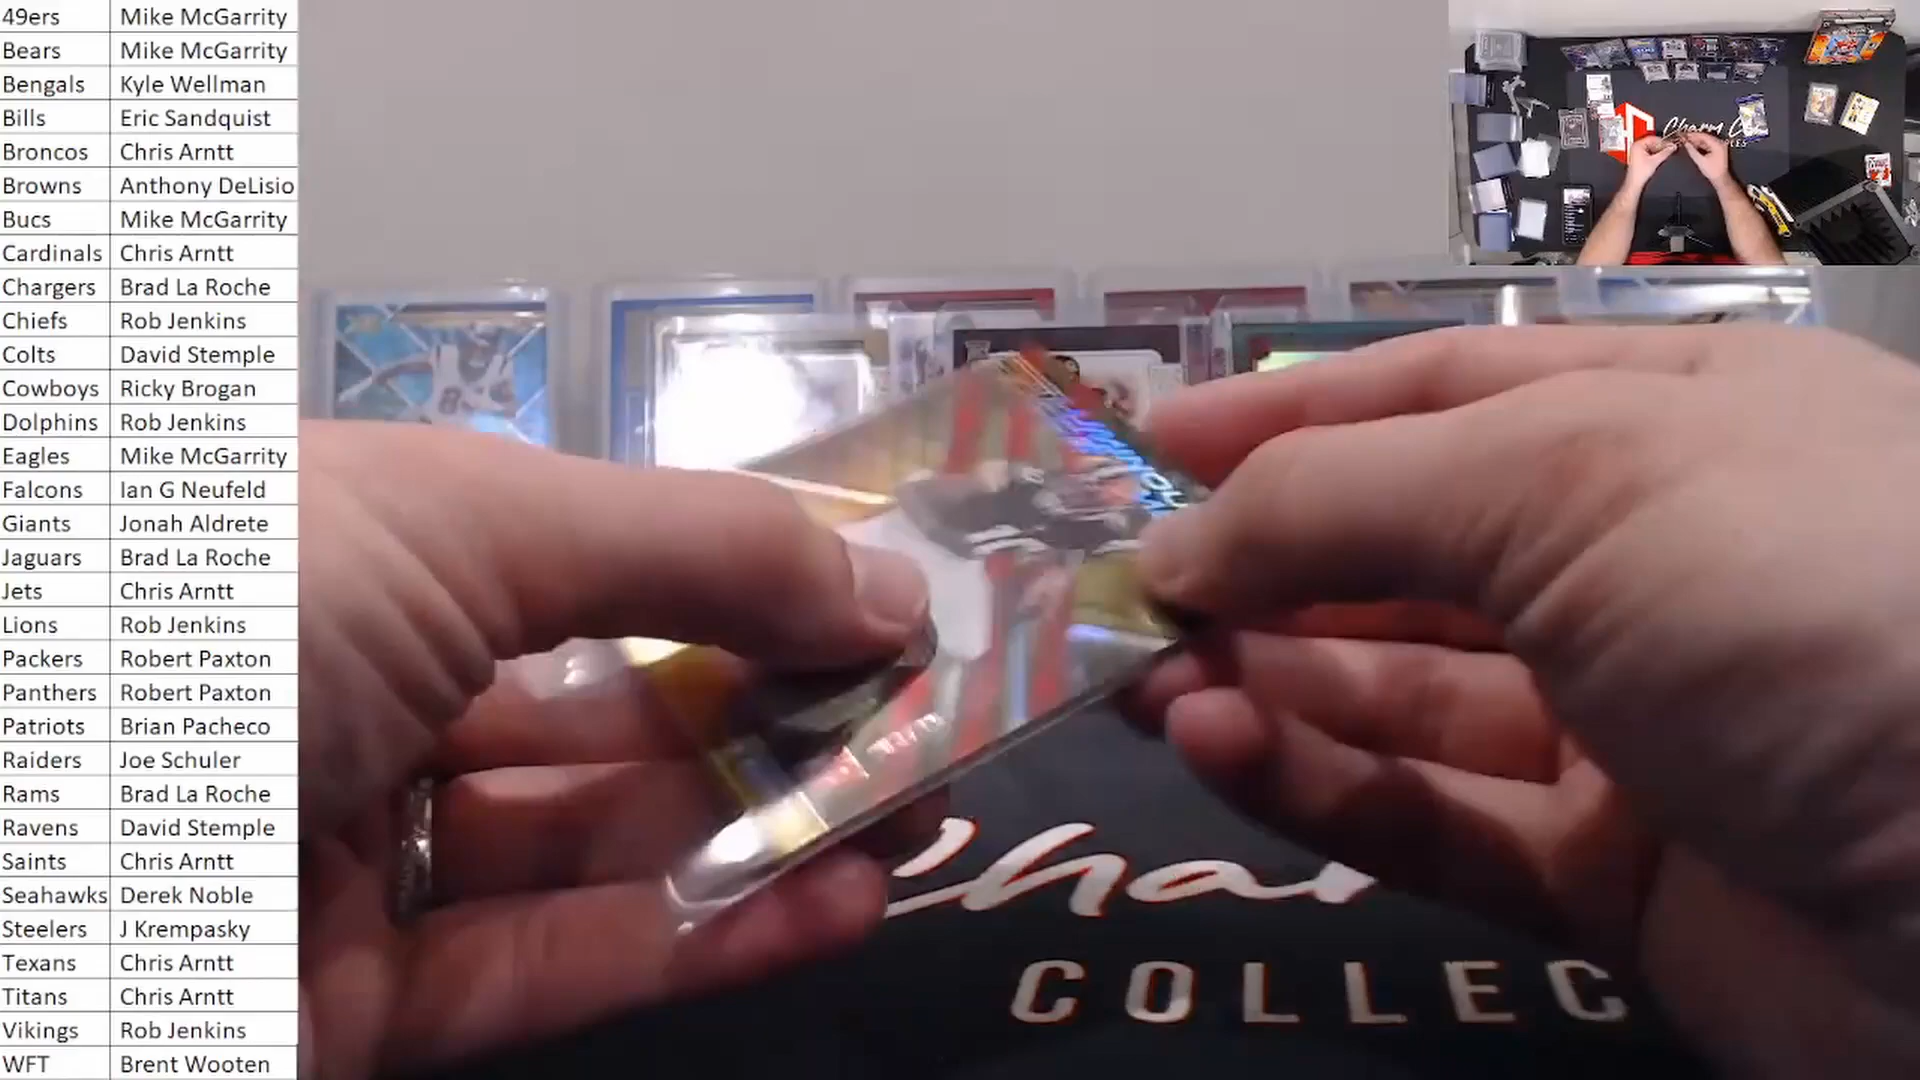 49ers Mike McGarrity
Bears Mike McGarrity
Bengals Kyle Wellman
Bills Eric Sandquist
Broncos Chris Arntt
Browns Anthony DeLisio
Bucs Mike McGarrity
Cardinals Chris Arntt
Chargers Brad La Roche
Chiefs Rob Jenkins
Colts David Stemple
Cowboys Ricky Brogan
Dolphins Rob Jenkins
Eagles Mike McGarrity
Falcons Ian G Neufeld
Giants Jonah Aldrete
Jaguars Brad La Roche
Jets Chris Arntt
Lions Rob Jenkins
Packers Robert Paxton
Panthers Robert Paxton
Patriots Brian Pacheco
Raiders Joe Schuler
Rams Brad La Roche
Ravens David Stemple
Saints Chris Arntt
Seahawks Derek Noble
Steelers J Krempasky
Texans Chris Arntt
Titans Chris Arntt
Vikings Rob Jenkins
WFT Brent Wooten
Charm
COLLEC